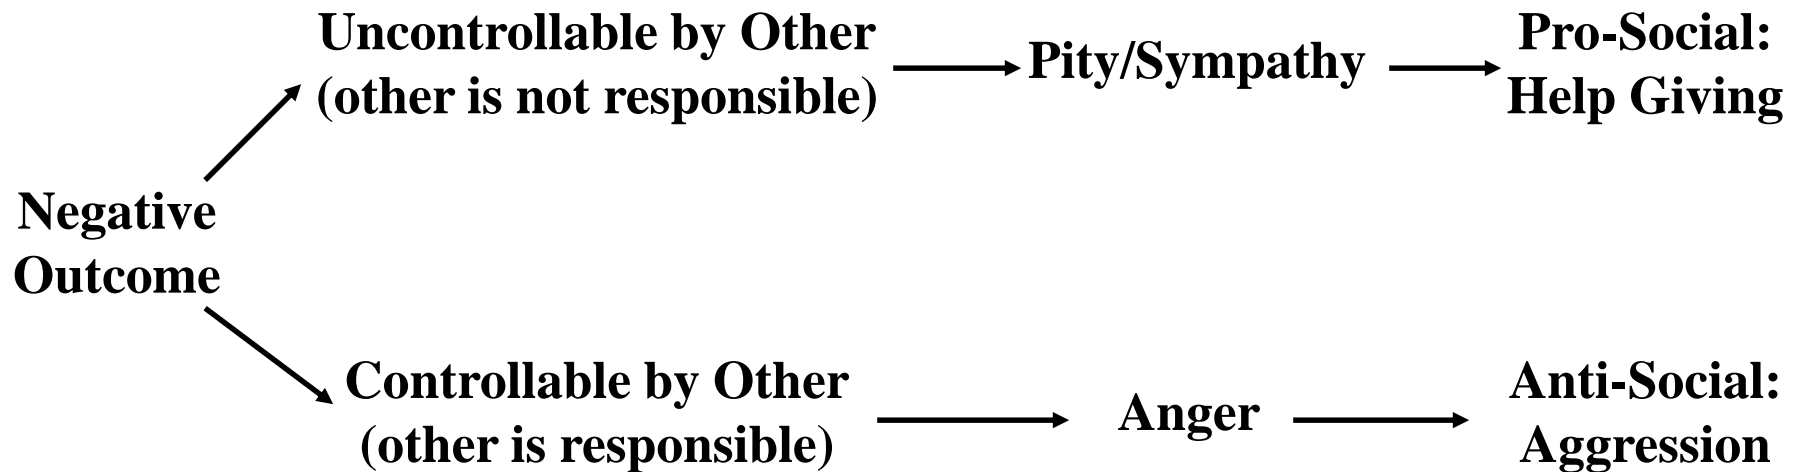 Uncontrollable by Other
(other is not responsible)
Pity/Sympathy
Pro-Social:
Help Giving
Negative
Outcome
Controllable by Other
(other is responsible)
Anger
Anti-Social:
Aggression